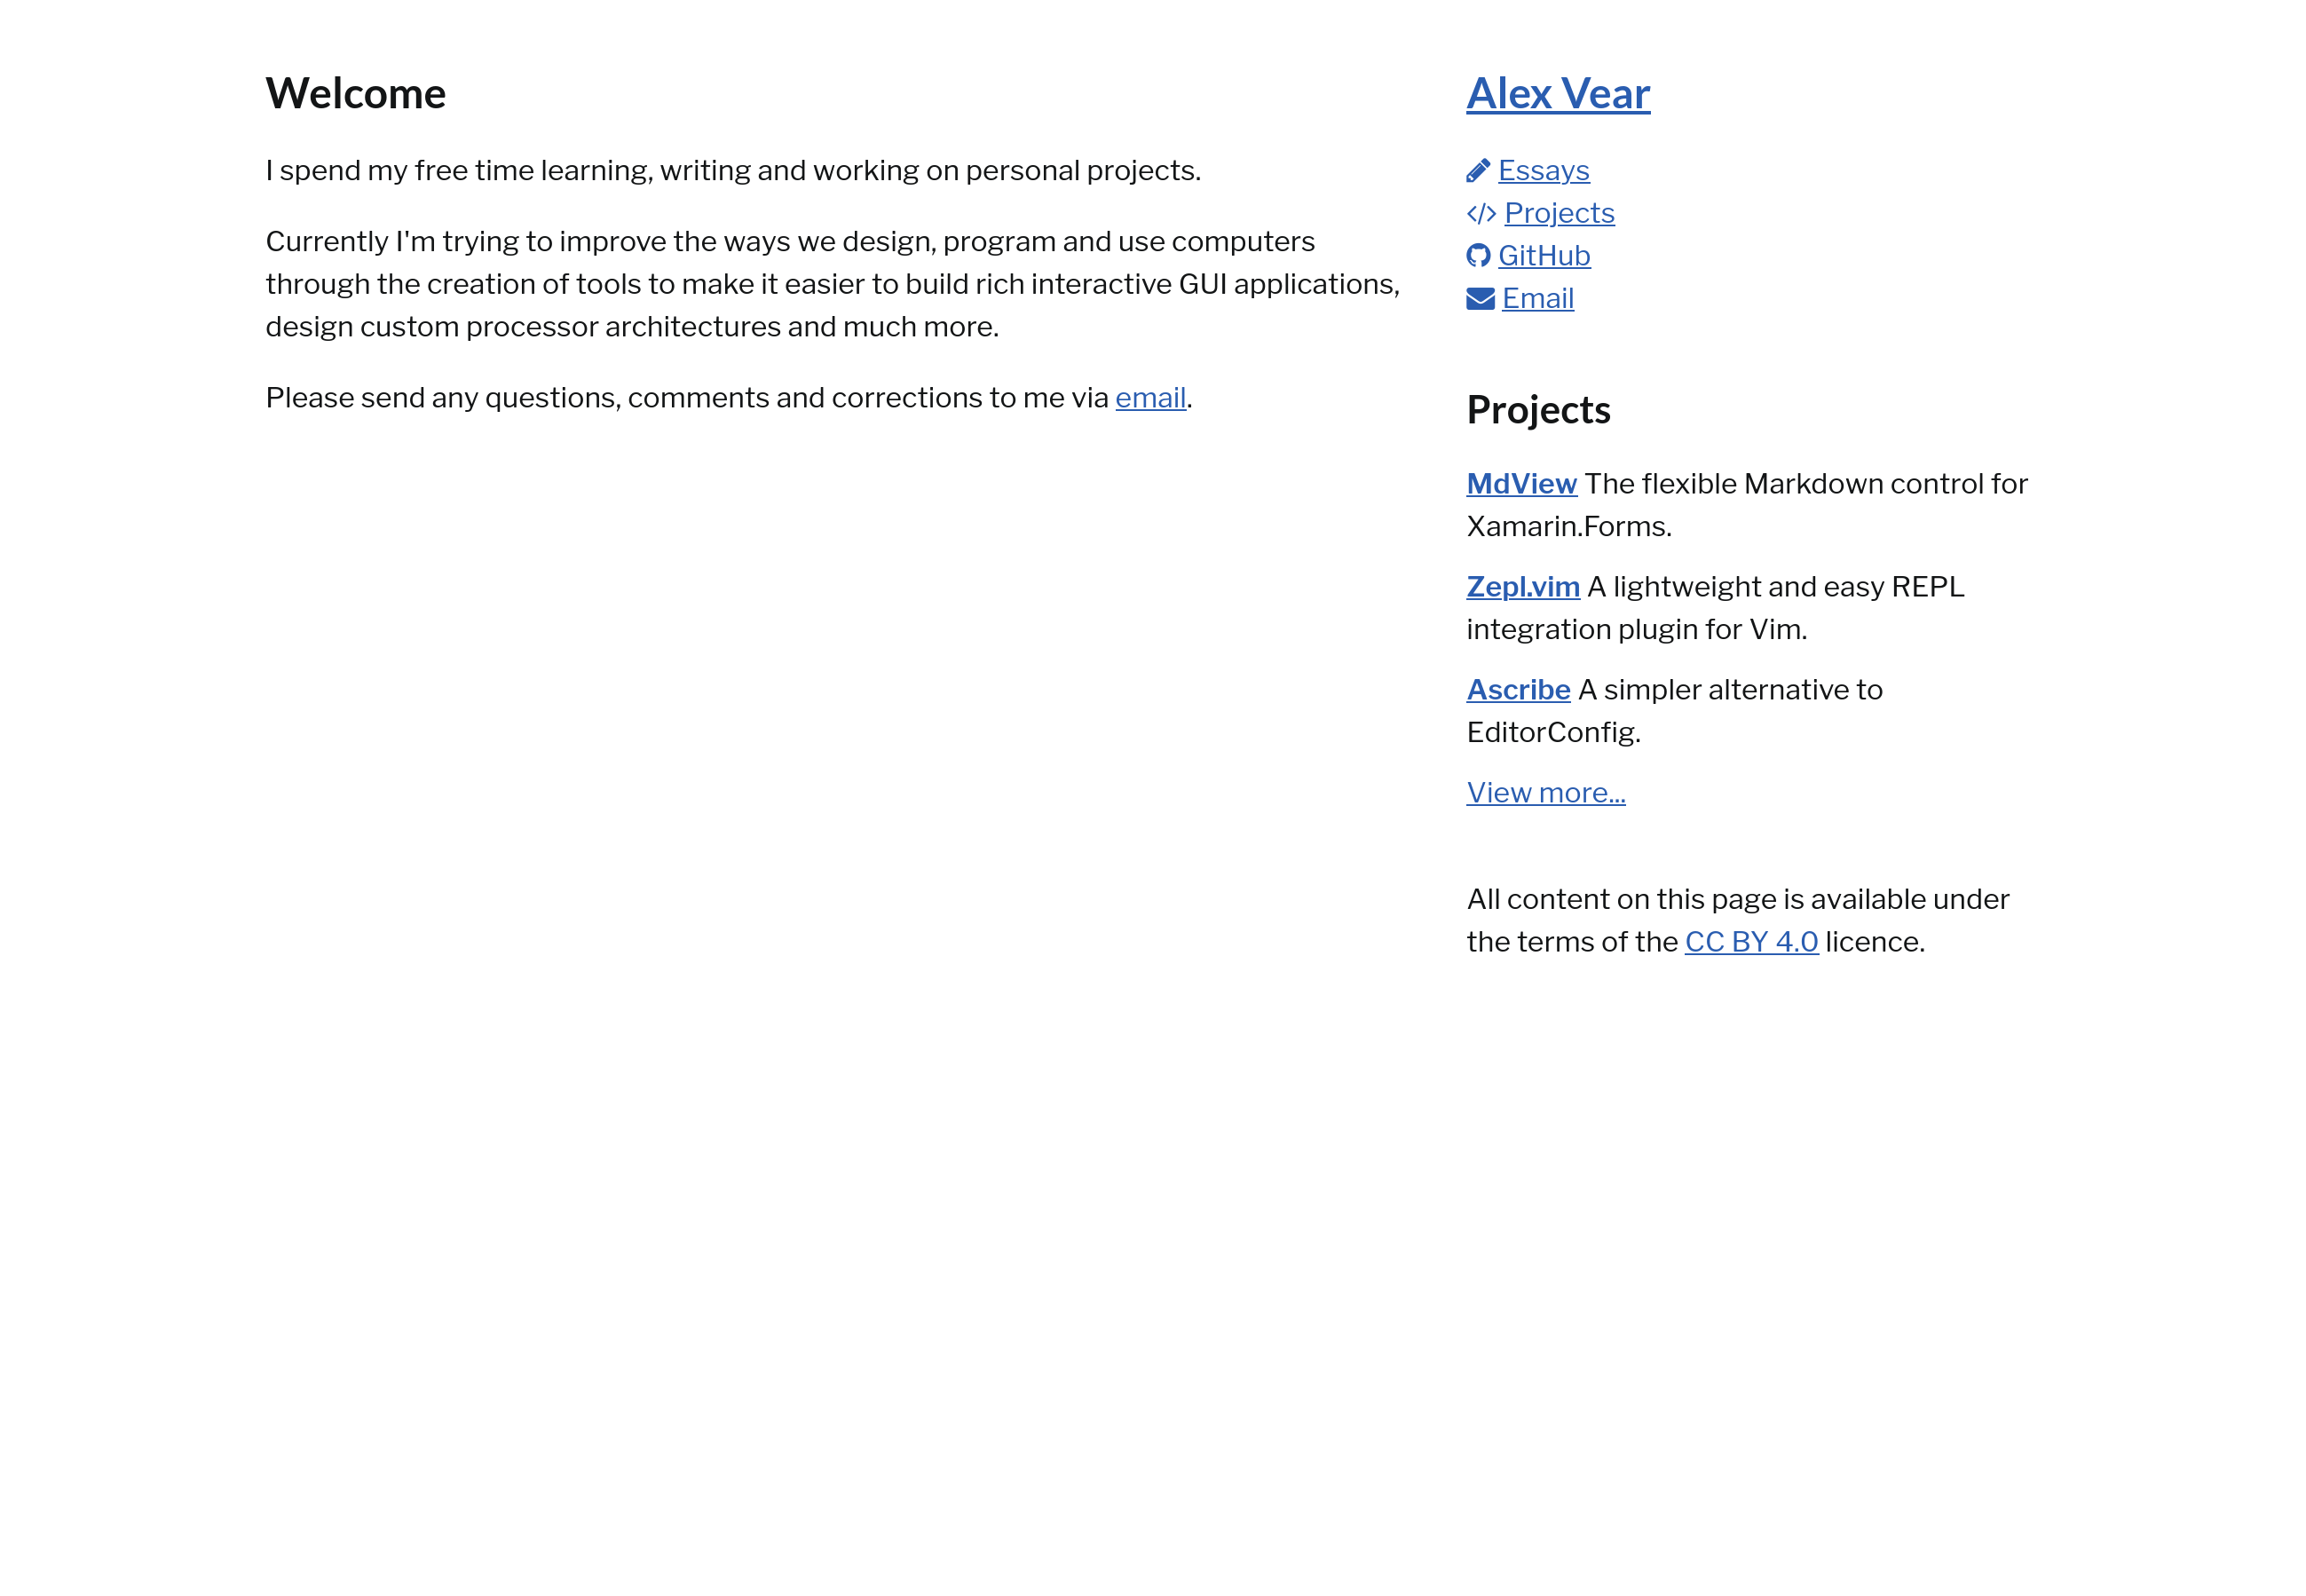 Welcome
I spend my free time learning, writing and working on personal projects.
Currently I'm trying to improve the ways we design, program and use computers
through the creation of tools to make it easier to build rich interactive GUI applications,
design custom processor architectures and much more.
Please send any questions, comments and corrections to me via email.
Alex Vear
Essays
Projects
GitHub
Email
Projects
MdView The flexible Markdown control for
Xamarin.Forms.
Zepl.vim A lightweight and easy REPL
integration plugin for Vim.
Ascribe A simpler alternative to
EditorConfig.
View more...
All content on this page is available under
the terms of the CC BY 4.0 licence.